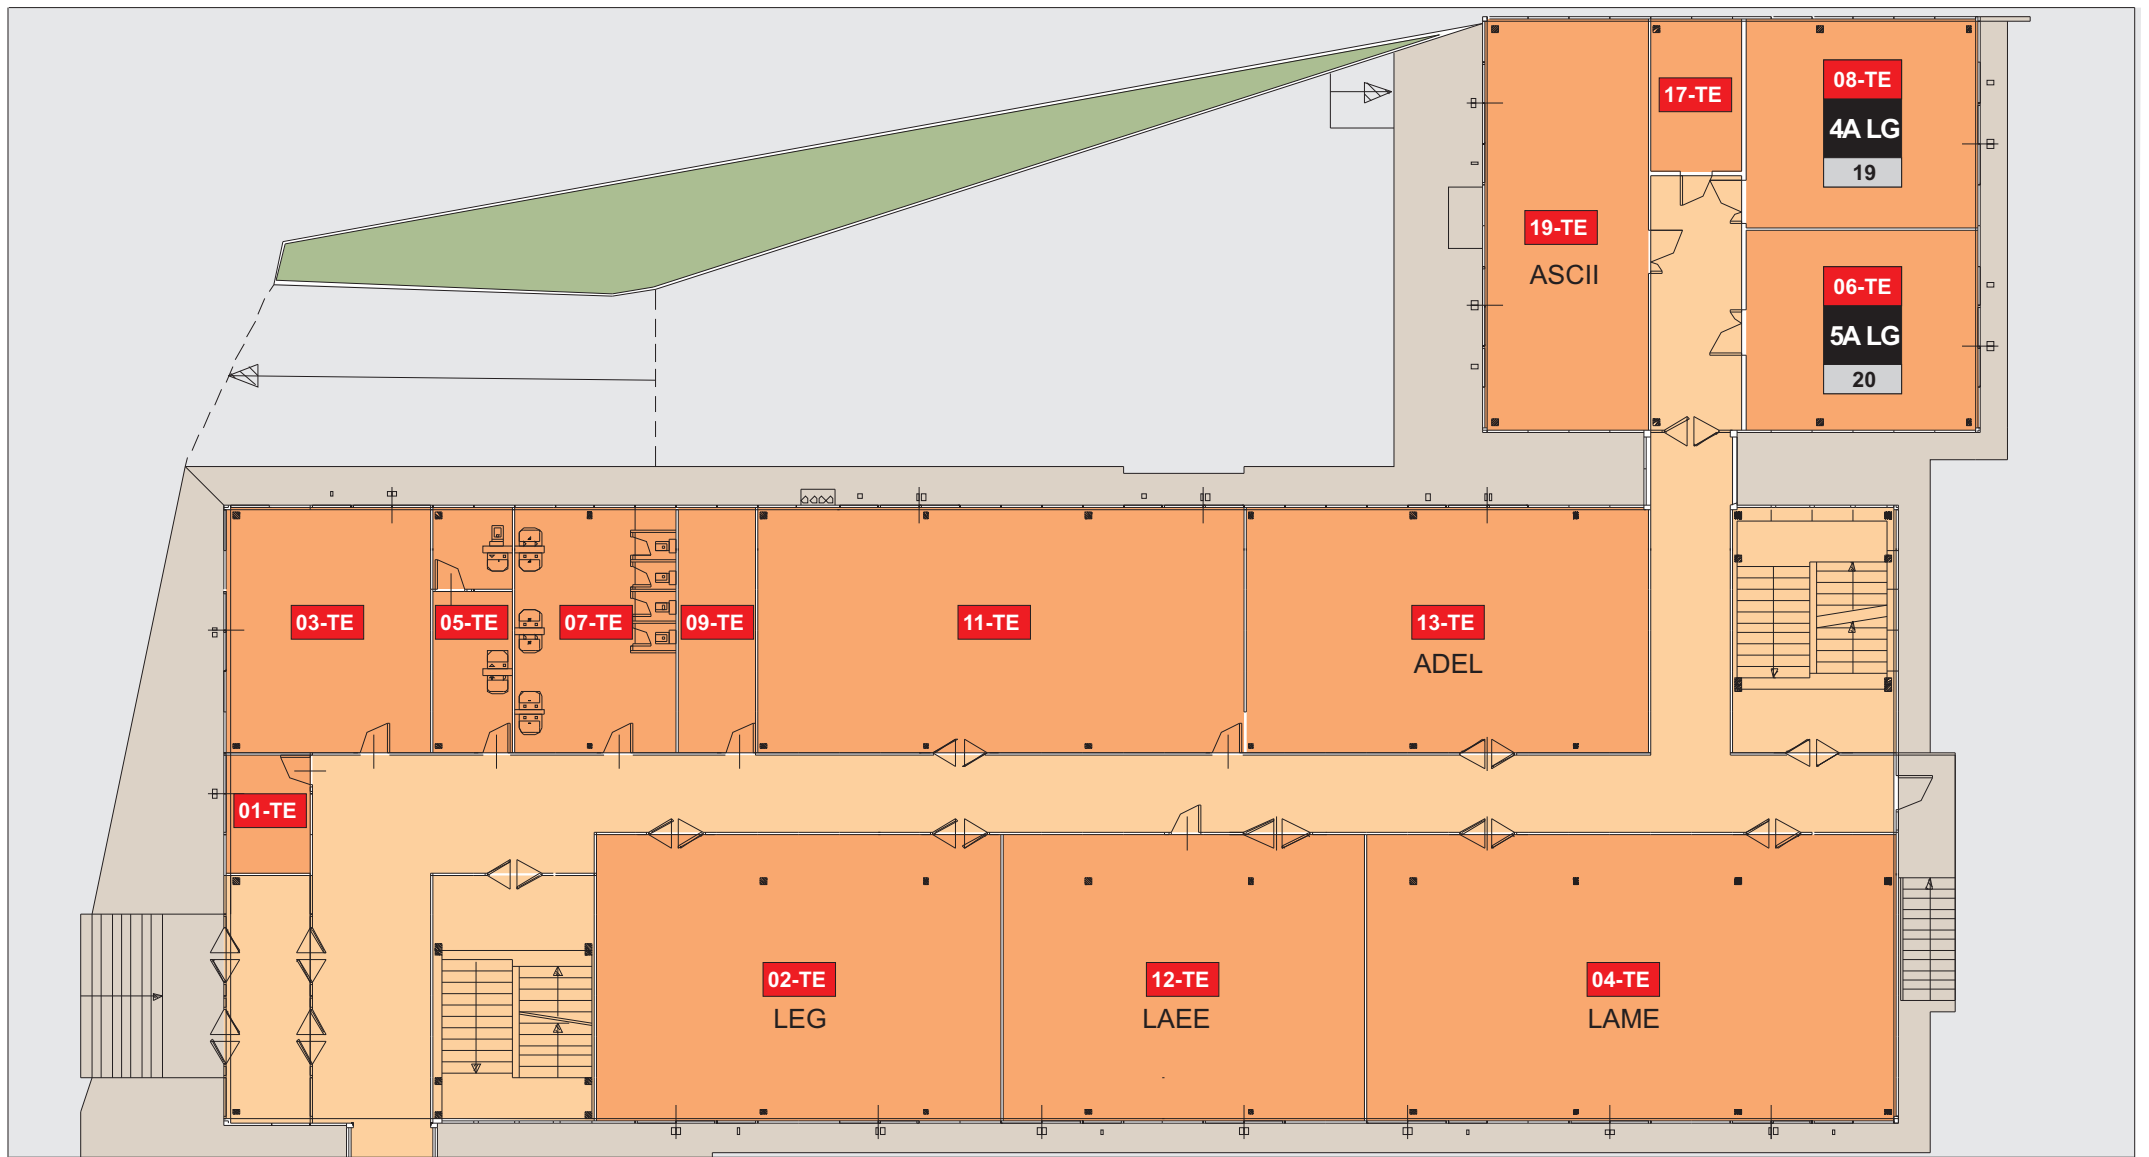 17-TE
08-TE
4A LG
19
19-TE
ASCII
06-TE
5A LG
20
03-TE
05-TE
07-TE
09-TE
11-TE
13-TE
ADEL
01-TE
02-TE
LEG
12-TE
LAEE
04-TE
LAME